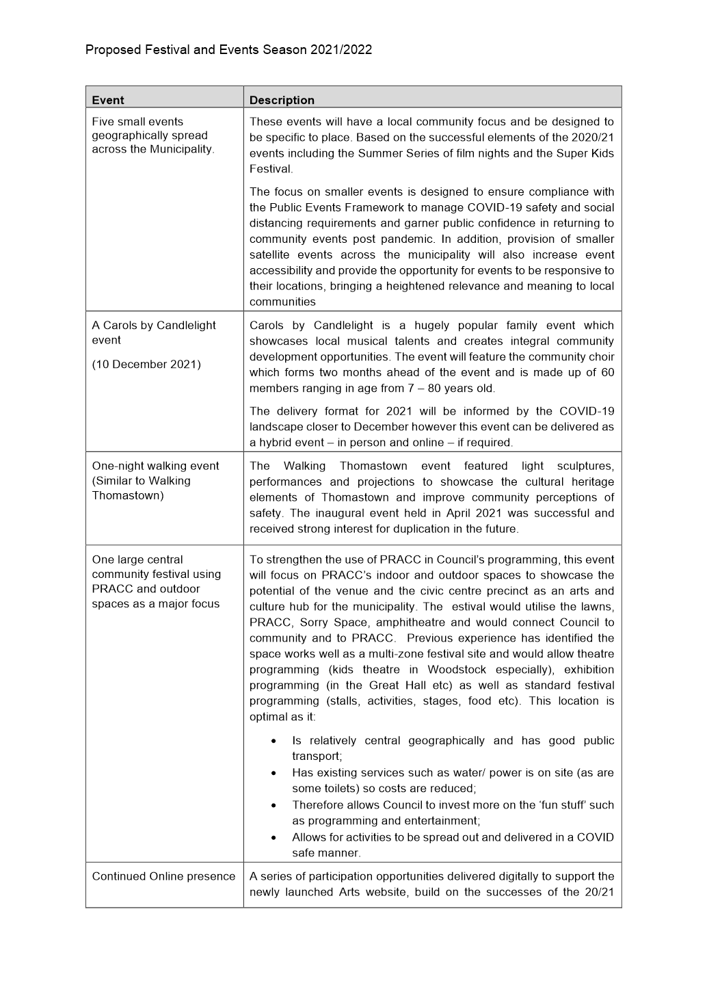 Proposed Festival and Events Season 2021/2022
Event
Description
Five small events
geographically spread
across the Municipality.
These events will have a local community focus and be designed to
be specific to place. Based on the successful elements of the 2020/21
events including the Summer Series of film nights and the Super Kids
Festival.
The focus on smaller events is designed to ensure compliance with
the Public Events Framework to manage COVID-19 safety and social
distancing requirements and garner public confidence in returning to
community events post pandemic. In addition, provision of smaller
satellite events across the municipality will also increase event
accessibility and provide the opportunity for events to be responsive to
their locations, bringing a heightened relevance and meaning to local
communities
A Carols by Candlelight
event
(10 December 2021)
Carols by Candlelight is a hugely popular family event which
showcases local musical talents and creates integral community
development opportunities. The event will feature the community choir
which forms two months ahead of the event and is made up of 60
members ranging in age from 7 – 80 years old.
The delivery format for 2021 will be informed by the COVID-19
landscape closer to December however this event can be delivered as
a hybrid event – in person and online – if required.
One-night walking event
(Similar to Walking
Thomastown)
The Walking Thomastown event featured light sculptures,
performances and projections to showcase the cultural heritage
elements of Thomastown and improve community perceptions of
safety. The inaugural event held in April 2021 was successful and
received strong interest for duplication in the future.
One large central
community festival using
PRACC and outdoor
spaces as a major focus
To strengthen the use of PRACC in Council’s programming, this event
will focus on PRACC’s indoor and outdoor spaces to showcase the
potential of the venue and the civic centre precinct as an arts and
culture hub for the municipality. The  estival would utilise the lawns,
PRACC, Sorry Space, amphitheatre and would connect Council to
community and to PRACC.  Previous experience has identified the
space works well as a multi-zone festival site and would allow theatre
programming (kids theatre in Woodstock especially), exhibition
programming (in the Great Hall etc) as well as standard festival
programming (stalls, activities, stages, food etc). This location is
optimal as it:
• Is relatively central geographically and has good public
transport;
• Has existing services such as water/ power is on site (as are
some toilets) so costs are reduced;
• Therefore allows Council to invest more on the ‘fun stuff’ such
as programming and entertainment;
• Allows for activities to be spread out and delivered in a COVID
safe manner.
Continued Online presence
A series of participation opportunities delivered digitally to support the
newly launched Arts website, build on the successes of the 20/21